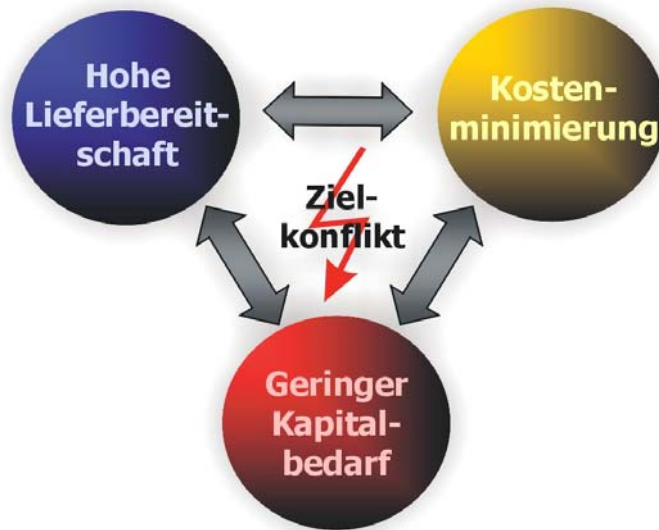 Hohe
Lieferbereit-
schaft
Kosten-
minimierung
Ziel-
konflikt
Geringer
Kapital-
bedarf